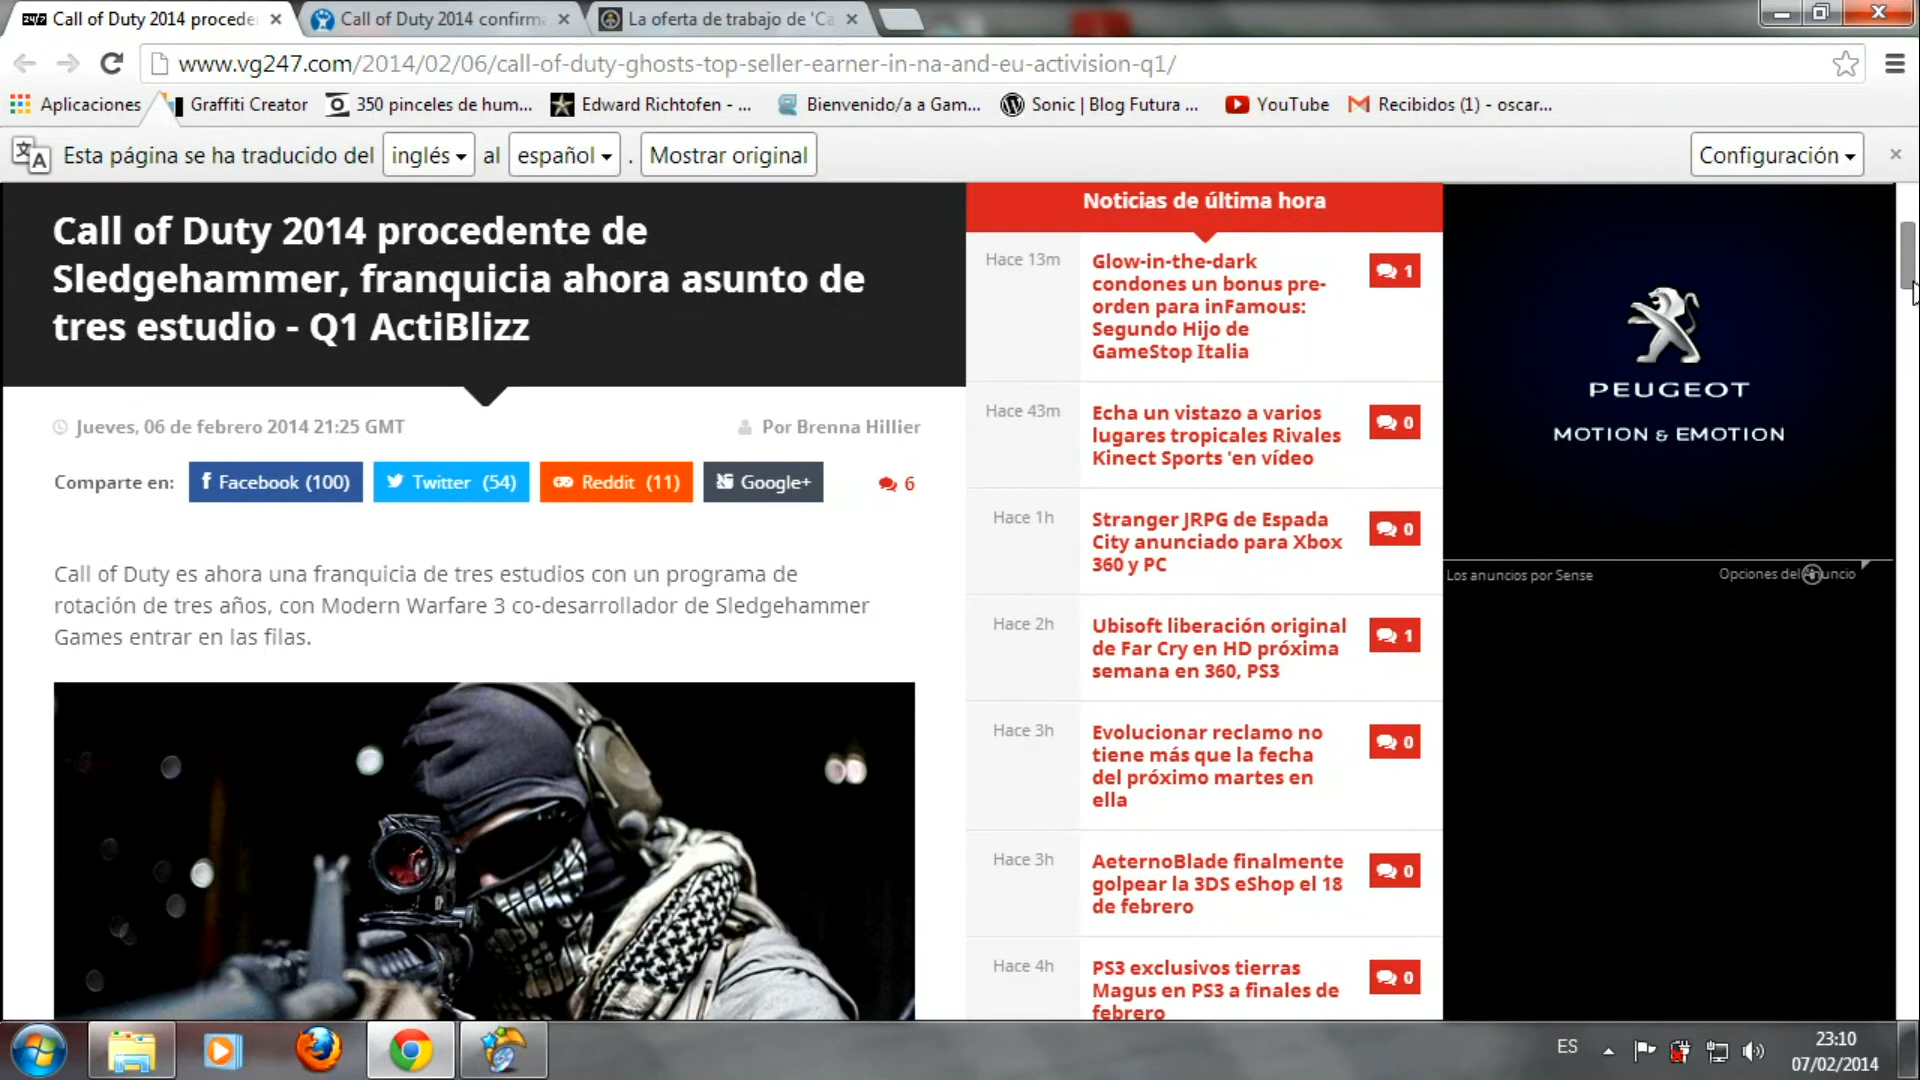 Call of Duty 2014 procede
Call of Duty 2014 confirm
La oferta de trabajo de 'Ca
www.vg247.com/2014/02/06/call-of-duty-ghosts-top-seller-earner-in-na-and-eu-activision-q1/
Aplicaciones
Graffiti Creator
350 pinceles de hum...
Edward Richtofen - ...
Bienvenido/a a Gam...
Sonic | Blog Futura ...
YouTube
Recibidos (1) - oscar...
Esta página se ha traducido del inglés al español . Mostrar original
Configuración
Call of Duty 2014 procedente de
Sledgehammer, franquicia ahora asunto de
tres estudio - Q1 ActiBlizz
Jueves, 06 de febrero 2014 21:25 GMT
Por Brenna Hillier
Comparte en: Facebook (100) Twitter (54) Reddit (11) Google+ 6
Call of Duty es ahora una franquicia de tres estudios con un programa de
rotación de tres años, con Modern Warfare 3 co-desarrollador de Sledgehammer
Games entrar en las filas.
Noticias de última hora
Hace 13m
Glow-in-the-dark
condones un bonus pre-
orden para inFamous:
Segundo Hijo de
GameStop Italia
1
Hace 43m
Echa un vistazo a varios
lugares tropicales Rivales
Kinect Sports 'en vídeo
0
Hace 1h
Stranger JRPG de Espada
City anunciado para Xbox
360 y PC
0
Hace 2h
Ubisoft liberación original
de Far Cry en HD próxima
semana en 360, PS3
1
Hace 3h
Evolucionar reclamo no
tiene más que la fecha
del próximo martes en
ella
0
Hace 3h
AeternoBlade finalmente
golpear la 3DS eShop el 18
de febrero
0
Hace 4h
PS3 exclusivos tierras
Magus en PS3 a finales de
febrero
0
PEUGEOT
MOTION & EMOTION
Los anuncios por Sense
Opciones del anuncio
ES
23:10
07/02/2014